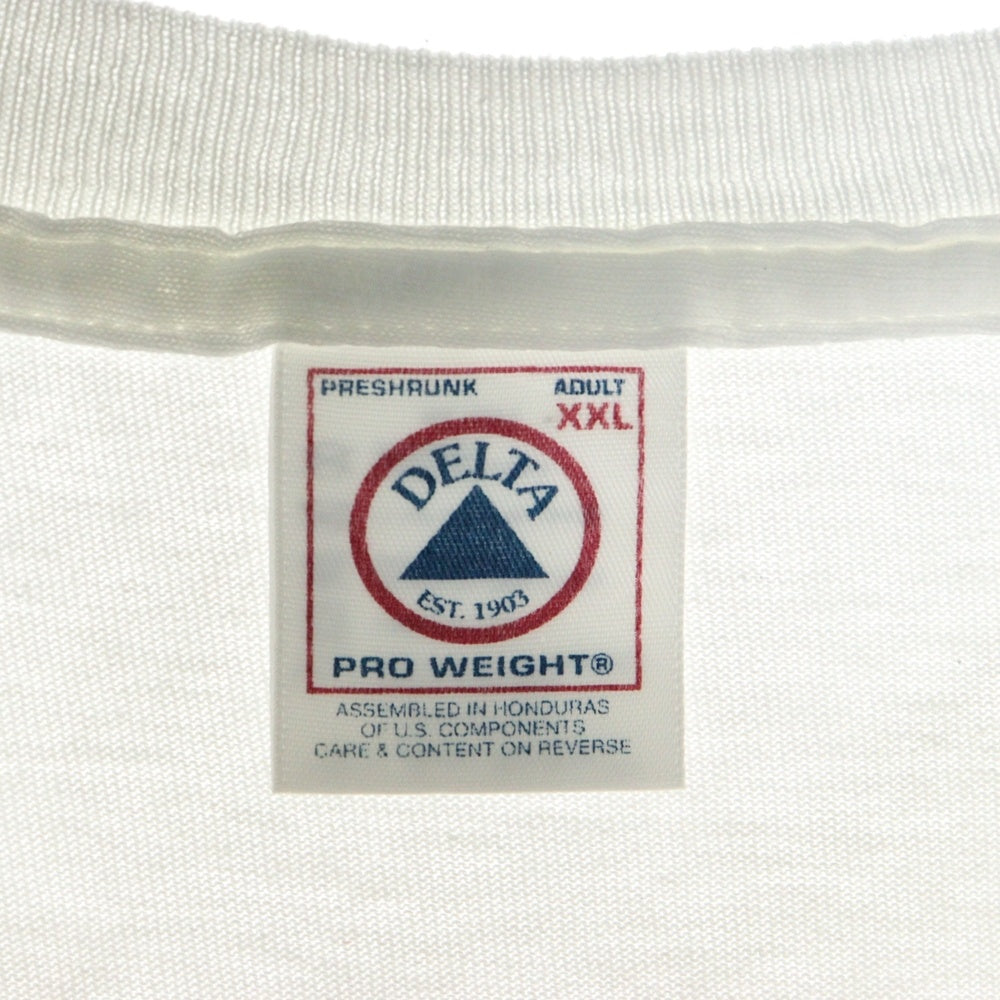 PRESHRUNK ADULT
XXL
DELTA
EST. 1903
PRO WEIGHT®
ASSEMBLED IN HONDURAS
OF U.S. COMPONENTS
CARE & CONTENT ON REVERSE